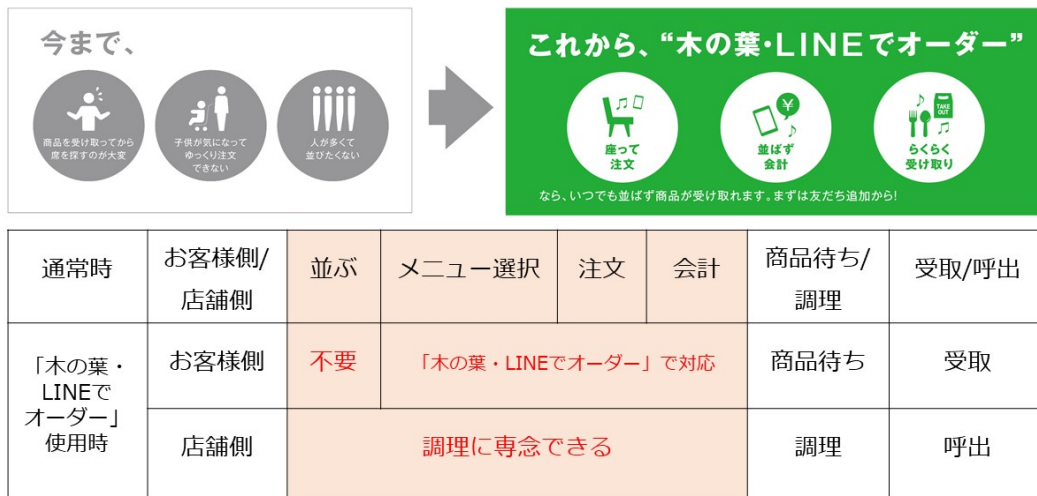 今まで、
商品を受け取ってから
席を探すのが大変
子供が気になって
ゆっくり注文
できない
人が多くて
並びたくない
これから、“木の葉・LINEでオーダー”
座って
注文
¥
並ばず
会計
TAKE
OUT
らくらく
受け取り
なら、いつでも並ばず商品が受け取れます。まずは友だち追加から!
通常時
お客様側/
店舗側
並ぶ
メニュー選択
注文
会計
商品待ち/
調理
受取/呼出
「木の葉・
LINEで
オーダー」
使用時
お客様側
不要
「木の葉・LINEでオーダー」で対応
商品待ち
受取
店舗側
調理に専念できる
調理
呼出